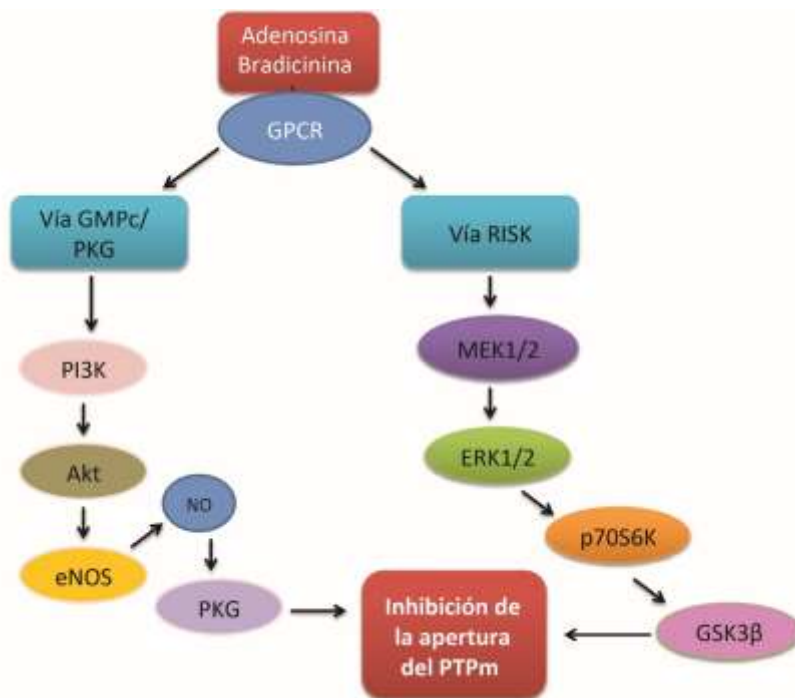 Adenosina
Bradicinina
GPCR
Vía GMPc/
PKG
Vía RISK
PI3K
MEK1/2
Akt
ERK1/2
NO
eNOS
p70S6K
PKG
Inhibición de
la apertura
del PTPm
GSK3β